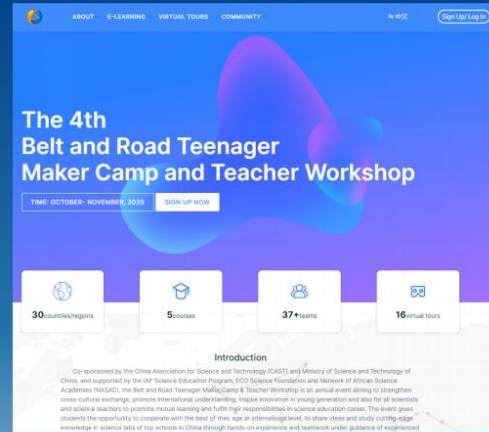 ABOUT E-LEARNING VIRTUAL TOURS COMMUNITY 中文 Sign Up/ Log In
The 4th
Belt and Road Teenager
Maker Camp and Teacher Workshop
TIME: OCTOBER- NOVEMBER, 2020 SIGN UP NOW
30countries/regions 5courses 37+teams 16virtual tours
Introduction
Co-sponsored by the China Association for Science and Technology (CAST) and Ministry of Science and Technology of
China, and supported by the IAP Science Education Program, ECO Science Foundation and Network of African Science
Academies (NASAC), the Belt and Road Teenager Maker Camp & Teacher Workshop is an annual event aiming to strengthen
cross-cultural exchange, promote international understanding, inspire innovation in young generation and also for all scientists
and science teachers to promote mutual learning and fulfill their responsibilities in science education career. The event gives
students the opportunity to cooperate with the best of their age at international level, to share ideas and study cutting-edge
knowledge in science labs of top schools in China through hands-on experience and teamwork under guidance of experienced